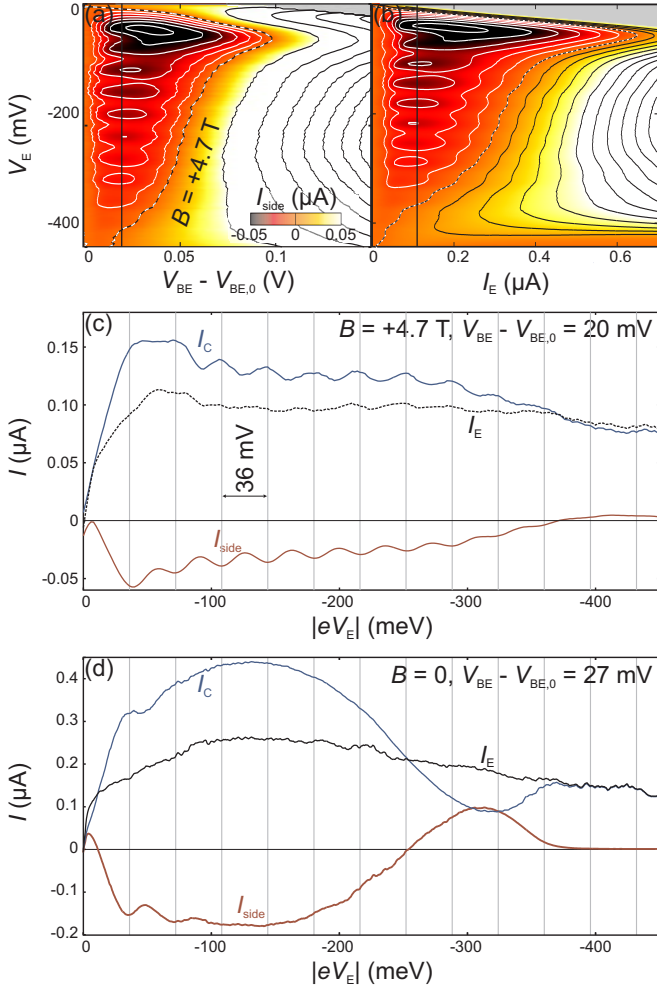 (a)
(b)
0
-200
-400
V_E (mV)
B = +4.7 T
I_side (µA)
-0.05 0 0.05
0 0.05 0.1
V_BE - V_BE,0 (V)
0 0.2 0.4 0.6
I_E (µA)
(c)
B = +4.7 T, V_BE - V_BE,0 = 20 mV
I_C
I_E
36 mV
I_side
0.15
0.10
0.05
0
-0.05
I (µA)
0 -100 -200 -300 -400
|eV_E| (meV)
(d)
B = 0, V_BE - V_BE,0 = 27 mV
I_C
I_E
I_side
0.4
0.2
0.1
0
-0.1
-0.2
I (µA)
0 -100 -200 -300 -400
|eV_E| (meV)